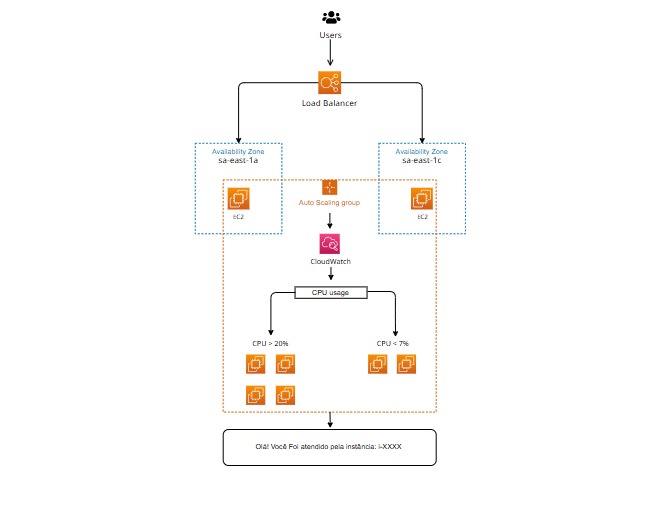 Users
Load Balancer
Availability Zone
sa-east-1a
Availability Zone
sa-east-1c
EC2
Auto Scaling group
EC2
CloudWatch
CPU usage
CPU > 20%
CPU < 7%
Olá! Você Foi atendido pela instância: i-XXXX